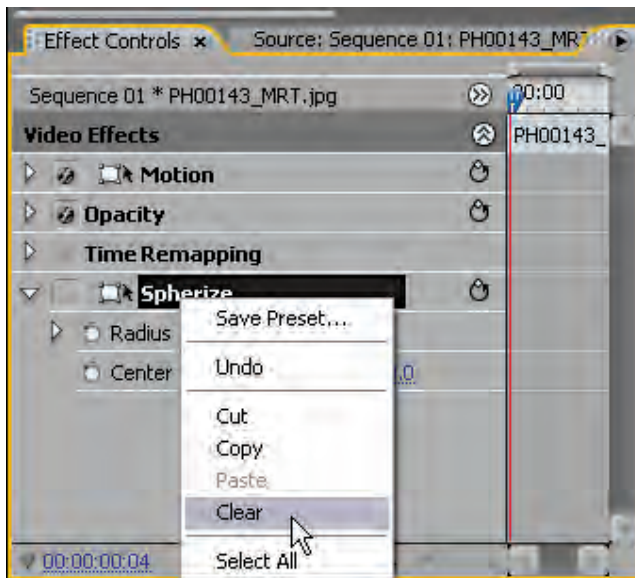 Effect Controls x Source: Sequence 01: PH00143_MRT
Sequence 01 * PH00143_MRT.jpg 00:00
Video Effects PH00143_
Motion
Opacity
Time Remapping
Spherize
Save Preset...
Radius
Undo
Center ,0
Cut
Copy
Paste
Clear
00:00:00:04 Select All